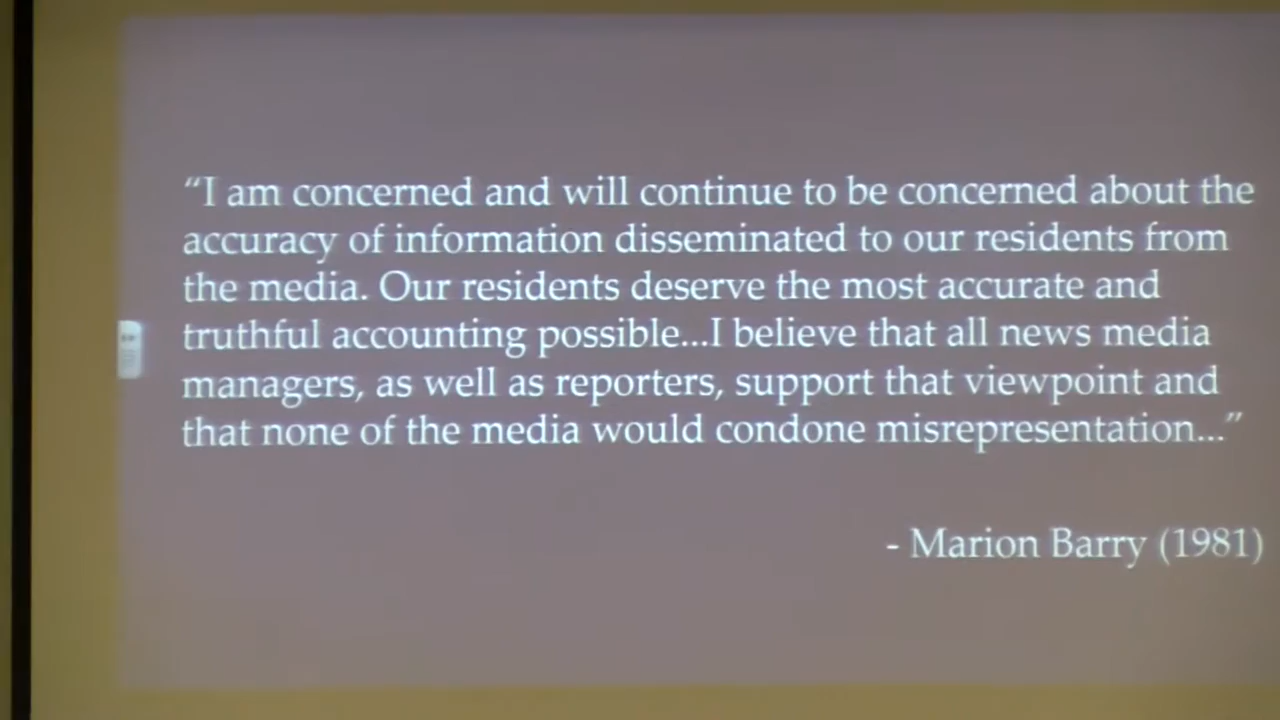 “I am concerned and will continue to be concerned about the
accuracy of information disseminated to our residents from
the media. Our residents deserve the most accurate and
truthful accounting possible...I believe that all news media
managers, as well as reporters, support that viewpoint and
that none of the media would condone misrepresentation...”
- Marion Barry (1981)